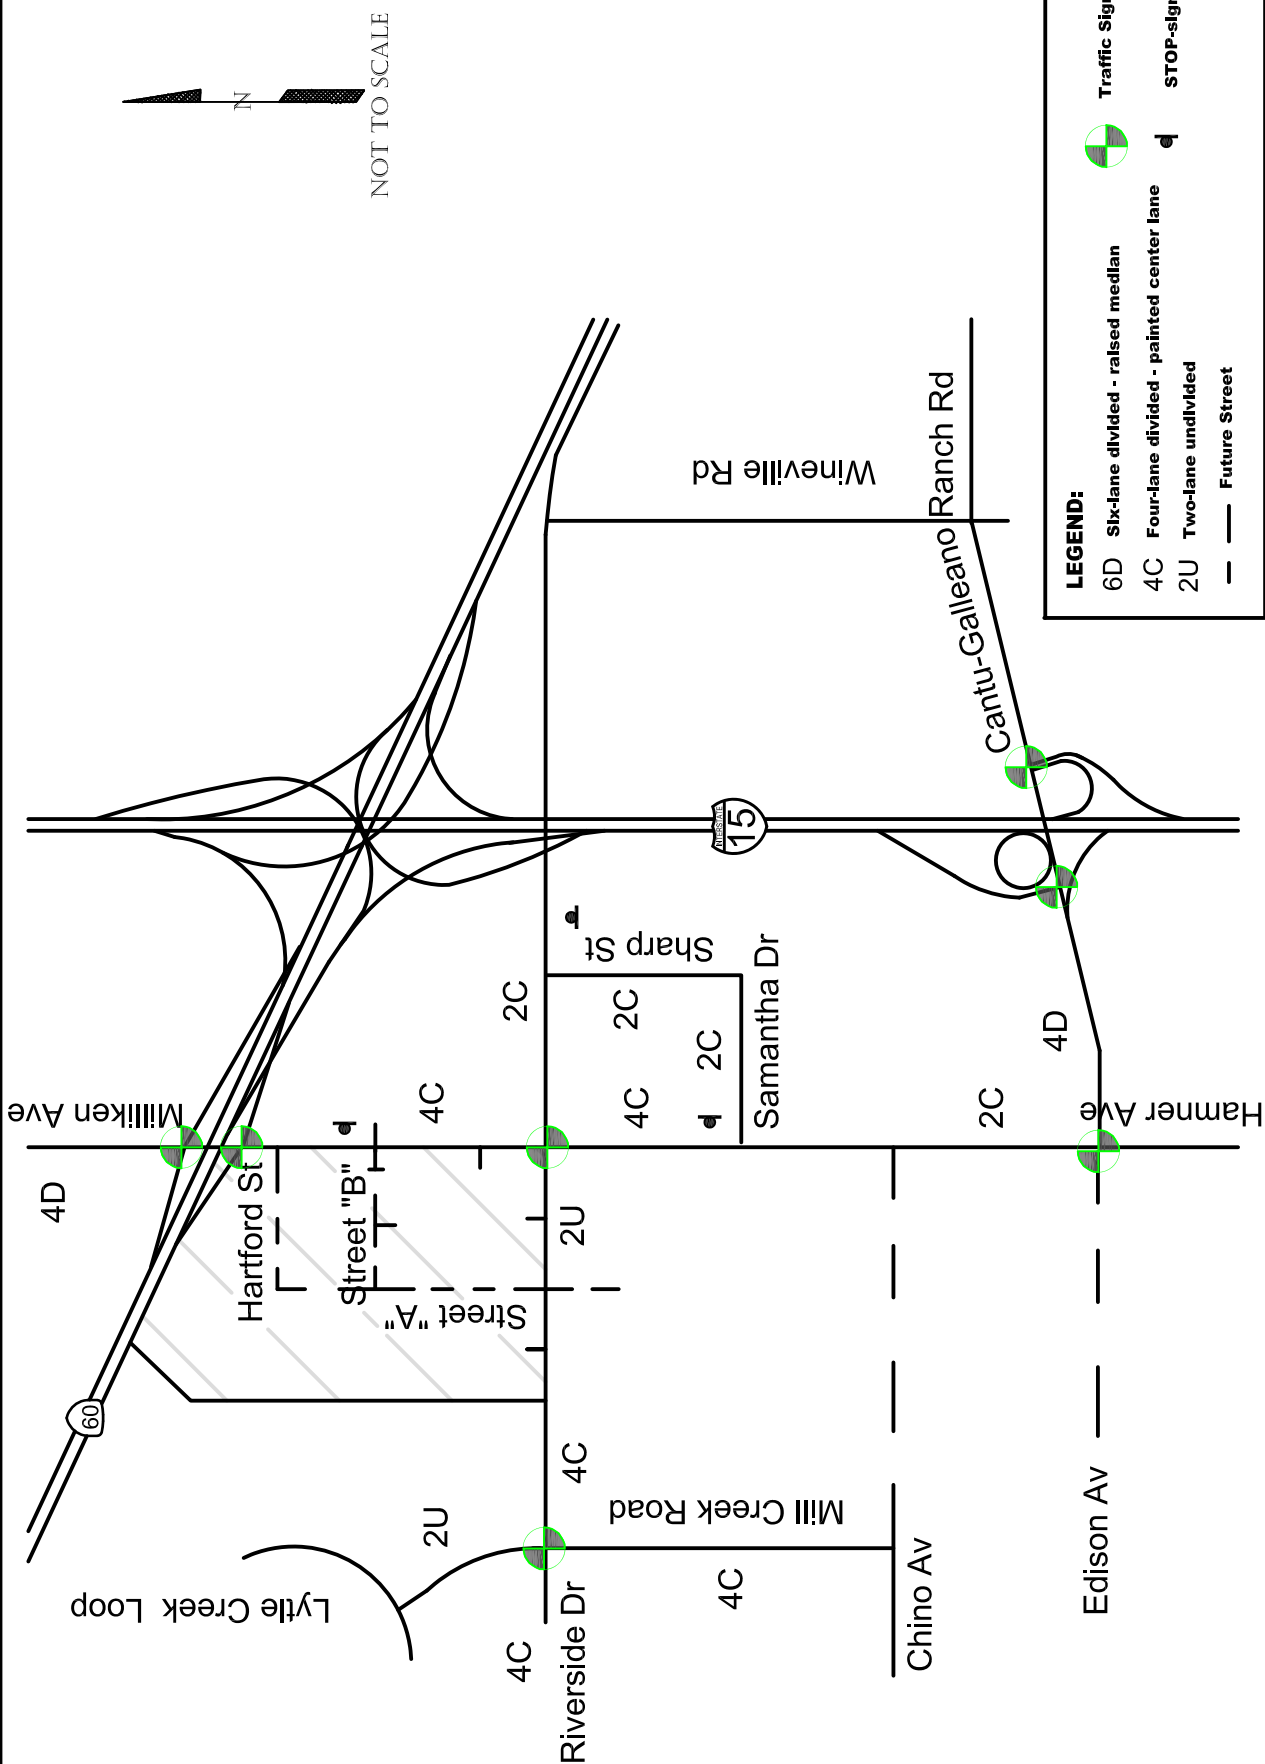 NOT TO SCALE
N
Milliken Ave
4D
60
Hartford St
Street "B"
Street "A"
4C
Lytle Creek Loop
2U
4C
Riverside Dr
4C
2U
2C
Mill Creek Road
4C
4C
2C
2C
Sharp St
Samantha Dr
INTERSTATE
15
Wineville Rd
Cantu-Galleano Ranch Rd
Chino Av
2C
4D
Edison Av
Hamner Ave
LEGEND:
6D Six-lane divided - raised median
4C Four-lane divided - painted center lane
2U Two-lane undivided
Future Street
Traffic Sign
STOP-sign